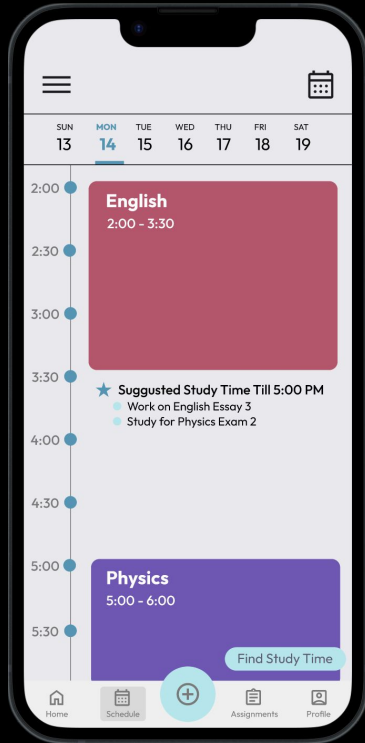 SUN MON TUE WED THU FRI SAT
13 14 15 16 17 18 19
2:00
English
2:00 - 3:30
2:30
3:00
3:30
Suggusted Study Time Till 5:00 PM
Work on English Essay 3
Study for Physics Exam 2
4:00
4:30
5:00
Physics
5:00 - 6:00
5:30
Find Study Time
Home Schedule Assignments Profile